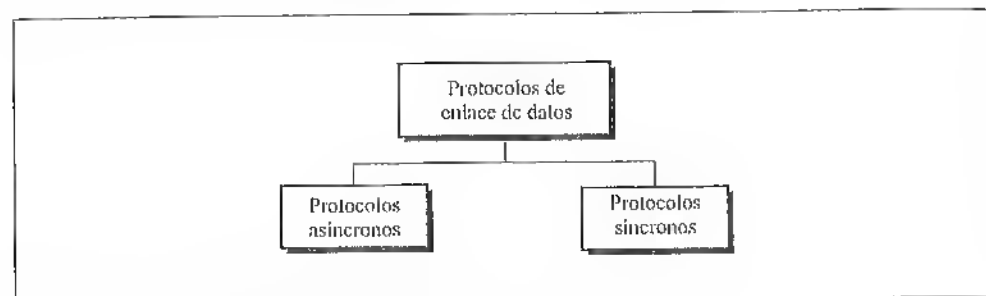 Protocolos de
enlace de datos
Protocolos
asíncronos
Protocolos
síncronos